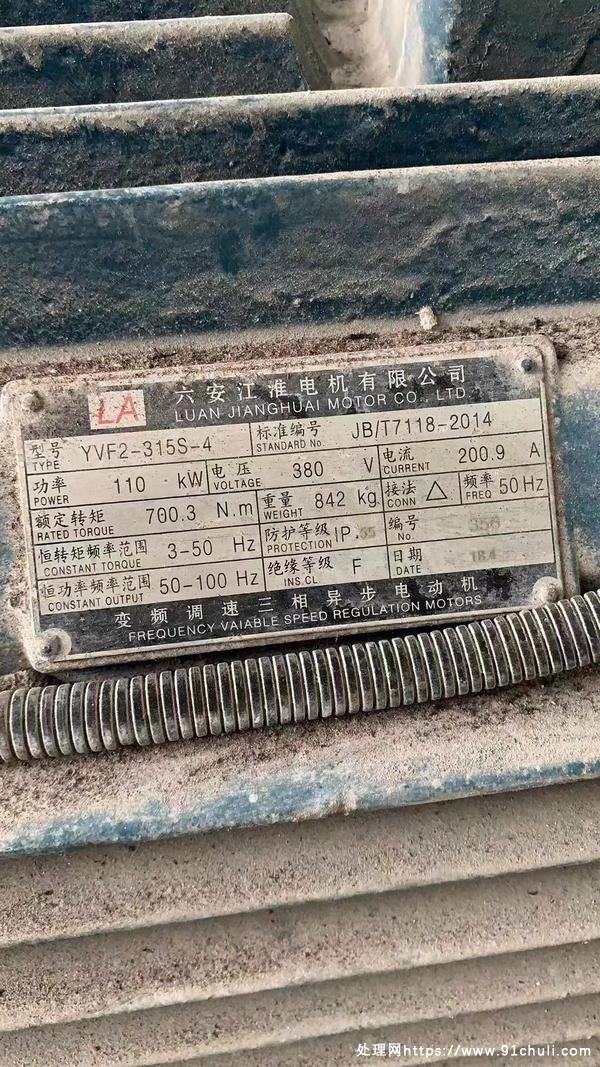 LA
六安江淮电机有限公司
LUAN JIANGHUAI MOTOR CO., LTD
型号 TYPE YVF2-315S-4 标准编号 STANDARD No JB/T7118-2014
功率 POWER 110 kW 电压 VOLTAGE 380 V 电流 CURRENT 200.9 A
额定转矩 RATED TORQUE 700.3 N.m 重量 WEIGHT 842 kg 接法 CONN △ 频率 FREQ 50 Hz
恒转矩频率范围 CONSTANT TORQUE 3-50 Hz 防护等级 PROTECTION IP 55 编号 356
恒功率频率范围 CONSTANT OUTPUT 50-100 Hz 绝缘等级 INS.CL F 日期 DATE 18.4
变频调速三相异步电动机
FREQUENCY VAIABLE SPEED REGULATION MOTORS
处理网https://www.91chuli.com/